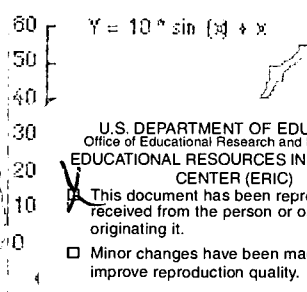 60
Y = 10 * sin (x) + x
50
40
U.S. DEPARTMENT OF EDU
30
Office of Educational Research and
EDUCATIONAL RESOURCES IN
20
CENTER (ERIC)
This document has been repr
10
received from the person or o
originating it.
0
□ Minor changes have been ma
improve reproduction quality.